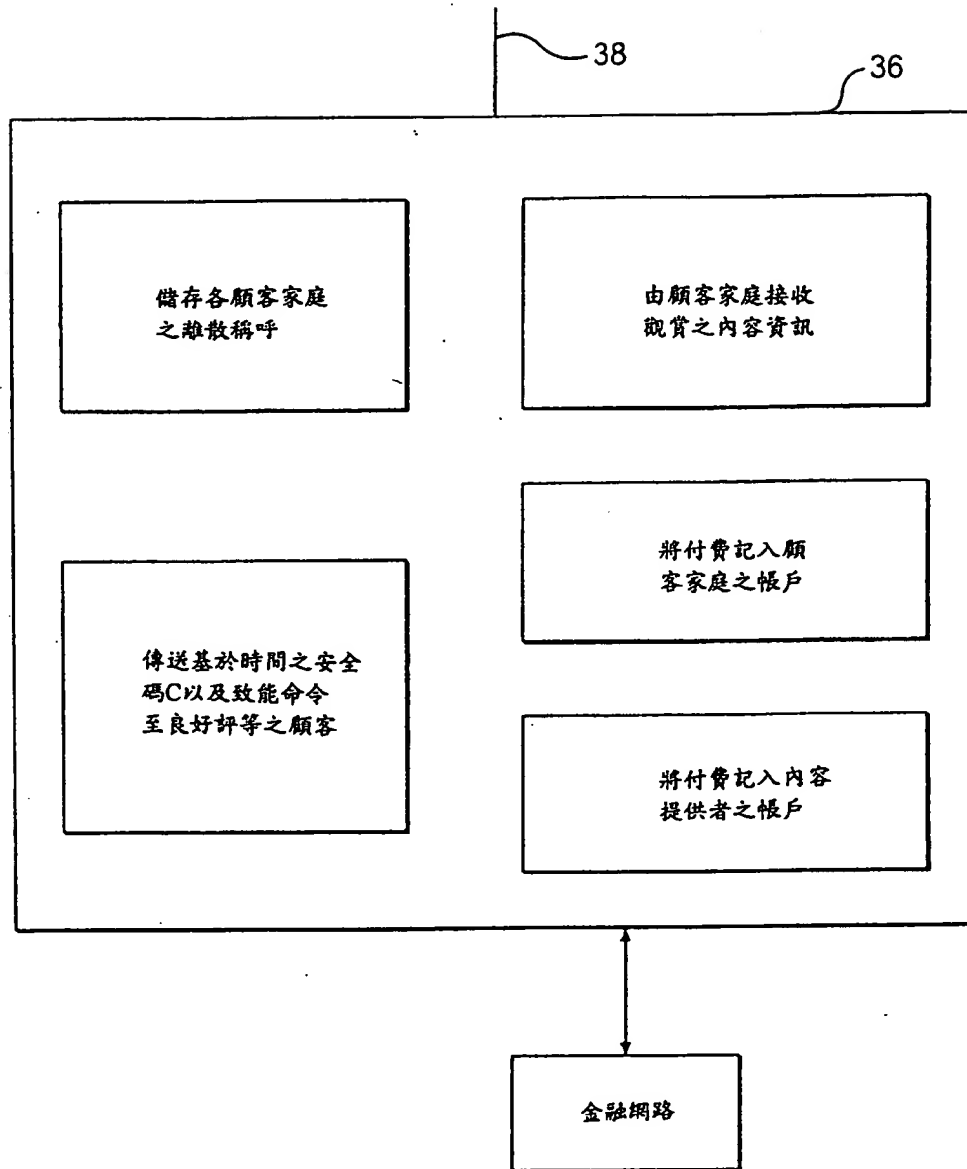 38
36
儲存各顧客家庭
之離散稱呼
由顧客家庭接收
觀賞之內容資訊
將付費記入顧
客家庭之帳戶
傳送基於時間之安全
碼C以及致能命令
至良好評等之顧客
將付費記入內容
提供者之帳戶
金融網路